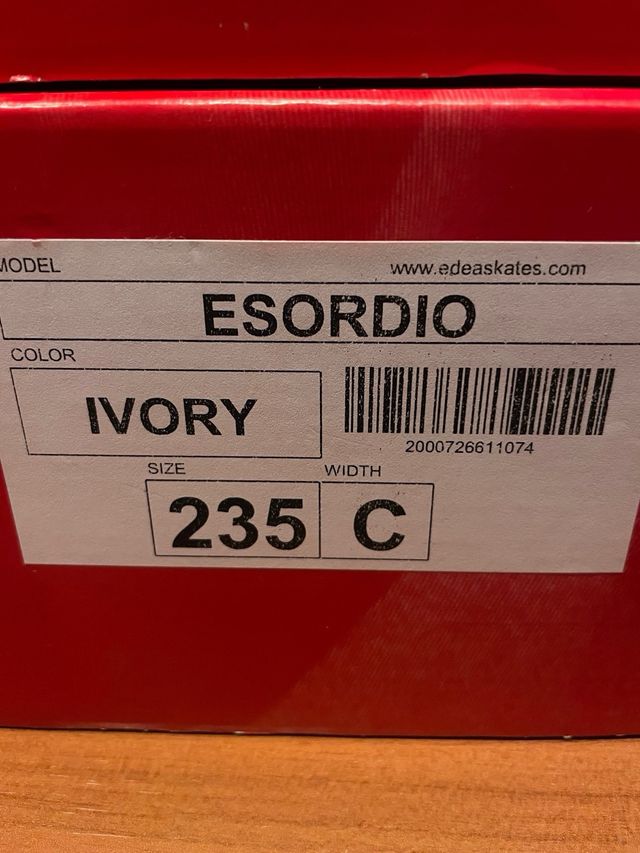 MODEL www.edeaskates.com
ESORDIO
COLOR
IVORY
2000726611074
SIZE WIDTH
235 C